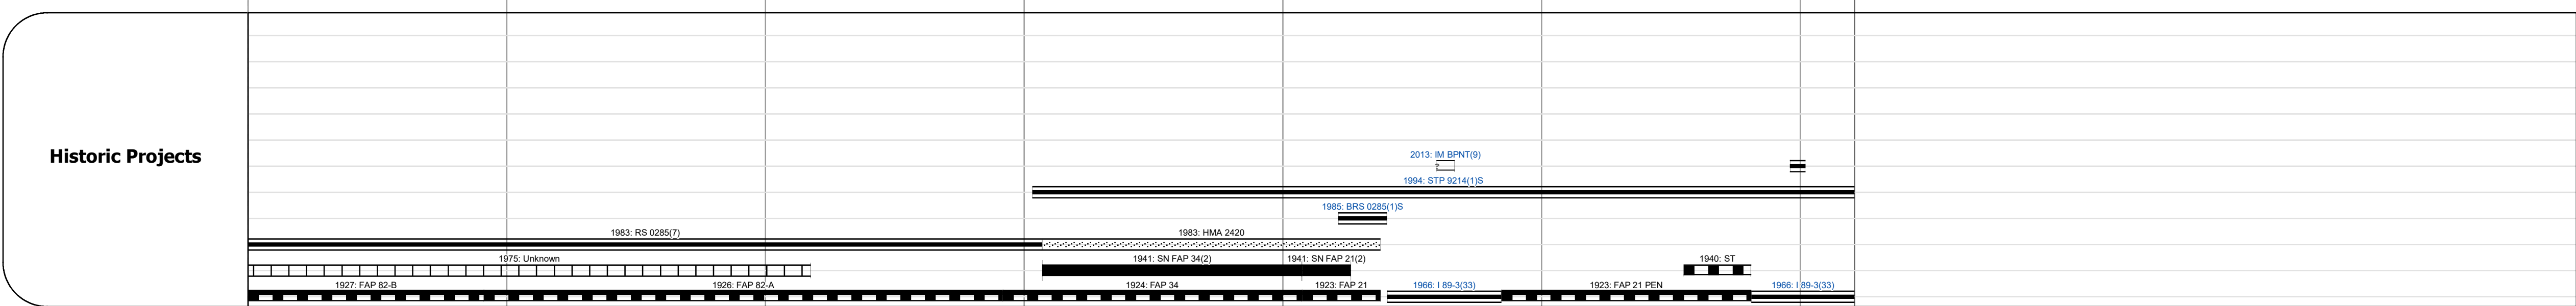 Historic Projects
2013: IM BPNT(9)
1994: STP 9214(1)S
1985: BRS 0285(1)S
1983: RS 0285(7) 1983: HMA 2420
1975: Unknown 1941: SN FAP 34(2) 1941: SN FAP 21(2) 1940: ST
1927: FAP 82-B 1926: FAP 82-A 1924: FAP 34 1923: FAP 21 1966: I 89-3(33) 1923: FAP 21 PEN 1966: I 89-3(33)